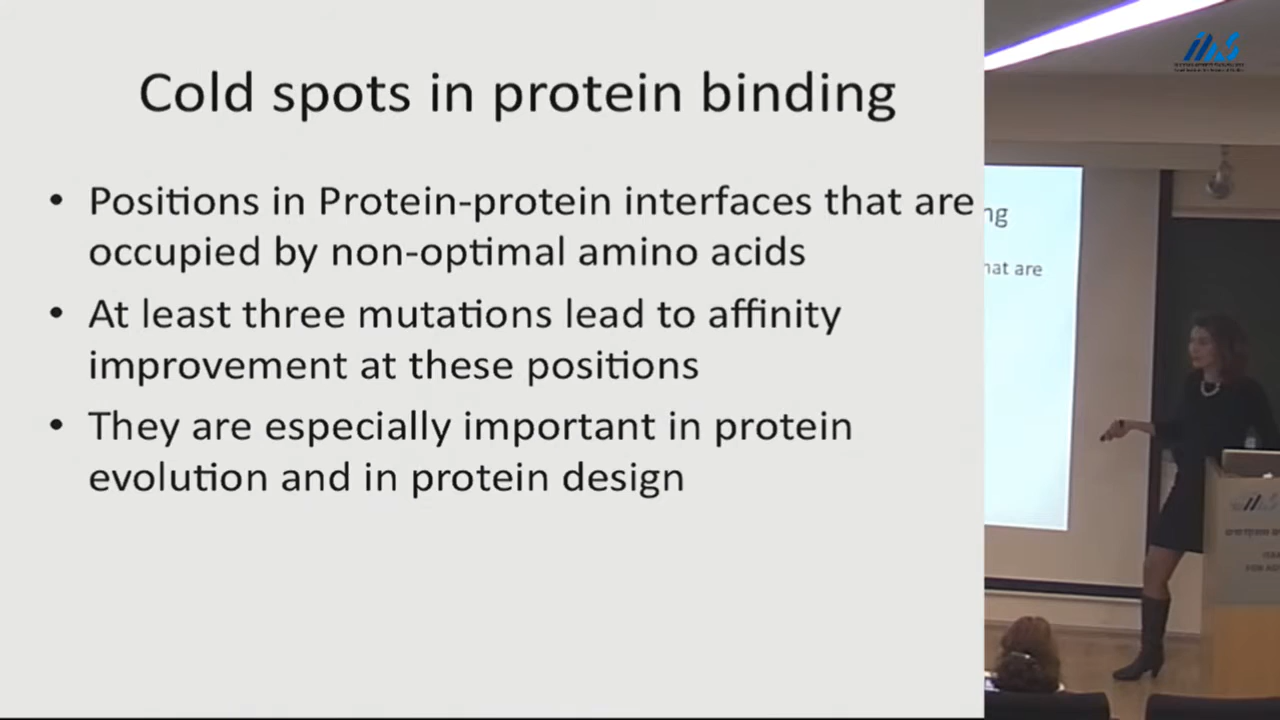 Cold spots in protein binding
• Positions in Protein-protein interfaces that are
occupied by non-optimal amino acids
• At least three mutations lead to affinity
improvement at these positions
• They are especially important in protein
evolution and in protein design
ng
hat are